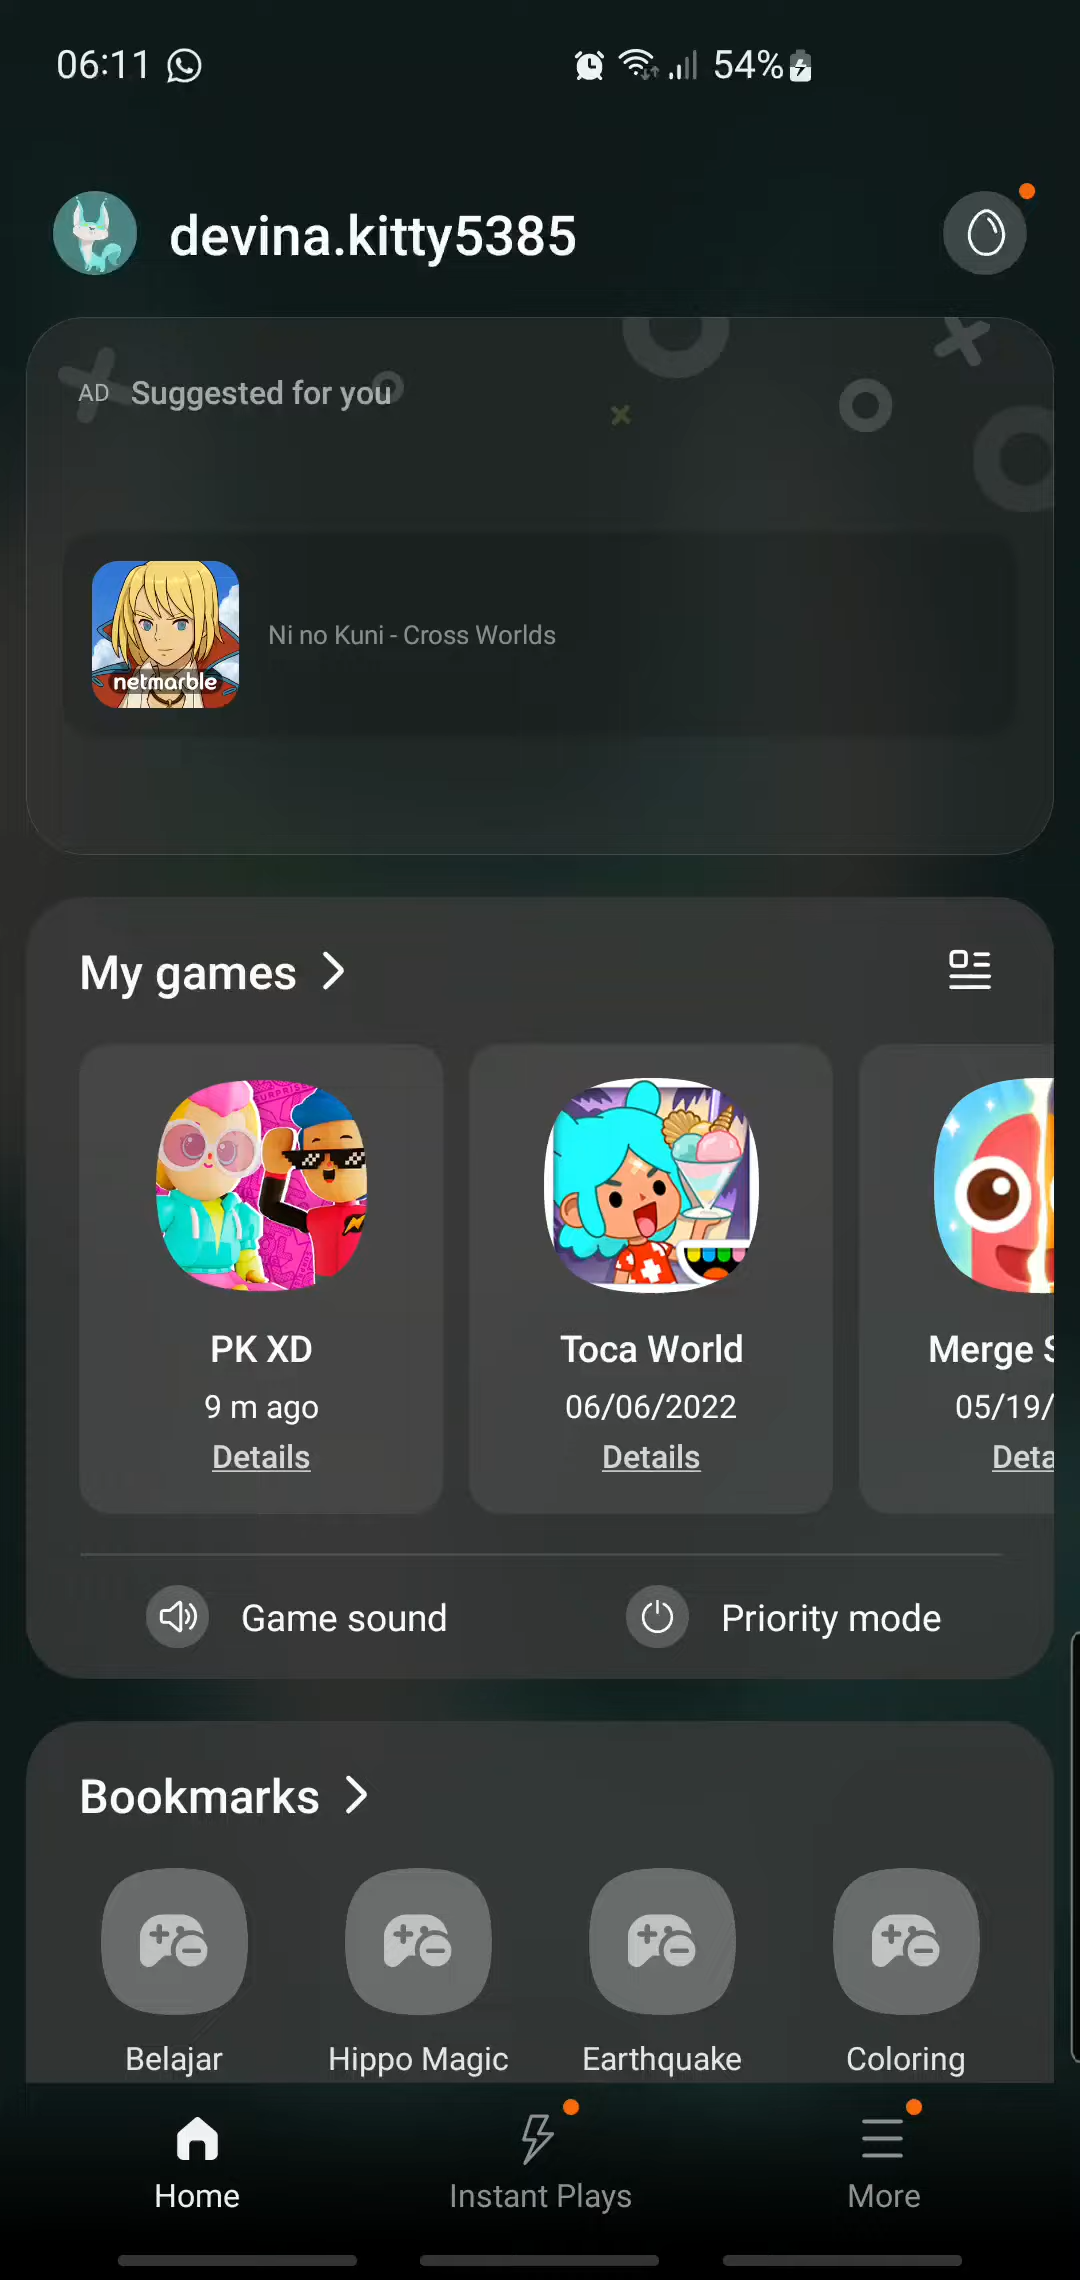 06:11
54%
devina.kitty5385
AD Suggested for you
netmarble
Ni no Kuni - Cross Worlds
My games
PK XD
9 m ago
Details
Toca World
06/06/2022
Details
Merge
05/19/
Game sound
Priority mode
Bookmarks
Belajar
Hippo Magic
Earthquake
Coloring
Home
Instant Plays
More